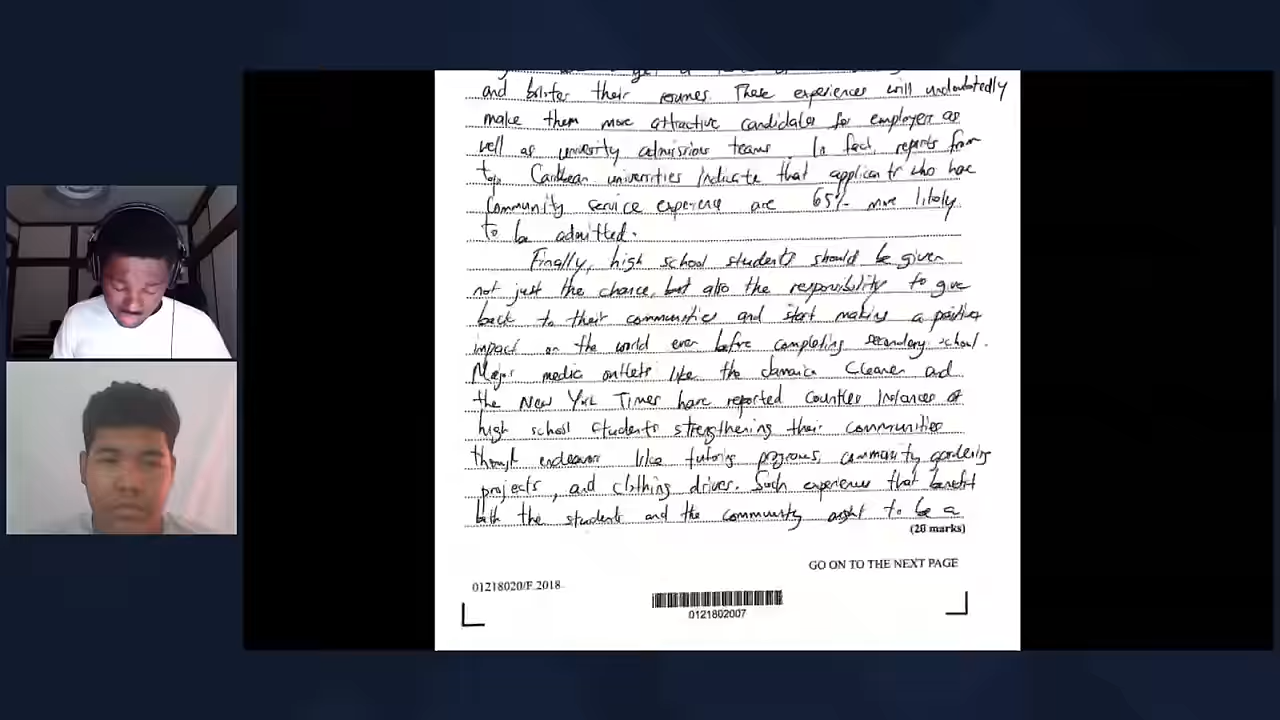 and bolster their resumes. These experiences will undoubtedly
make them more attractive candidates for employers as
well as university admissions teams. In fact, reports from
top Caribbean universities indicate that applicants who have
community service experience are 65% more likely
to be admitted.
Finally, high school students should be given
not just the chance, but also the responsibility to give
back to their communities and start making a positive
impact on the world even before completing secondary school.
Major media outlets like the Jamaica Gleaner and
the New York Times have reported countless instances of
high school students strengthening their communities
through endeavors like tutoring programs, community gardening
projects, and clothing drives. Such experiences that benefit
both the students and the community ought to be a
(20 marks)
GO ON TO THE NEXT PAGE
01218020/F 2018
0121802007